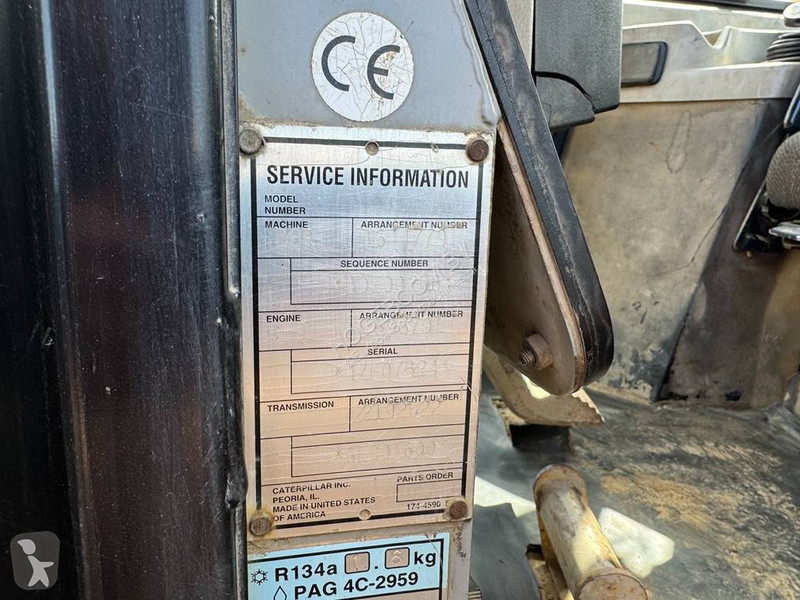 CE
SERVICE INFORMATION
MODEL
NUMBER
MACHINE ARRANGEMENT NUMBER
SEQUENCE NUMBER
ENGINE ARRANGEMENT NUMBER
SERIAL
TRANSMISSION ARRANGEMENT NUMBER
CATERPILLAR INC. PARTS ORDER
PEORIA, IL.
MADE IN UNITED STATES 174-4590
OF AMERICA
R134a kg
PAG 4C-2959